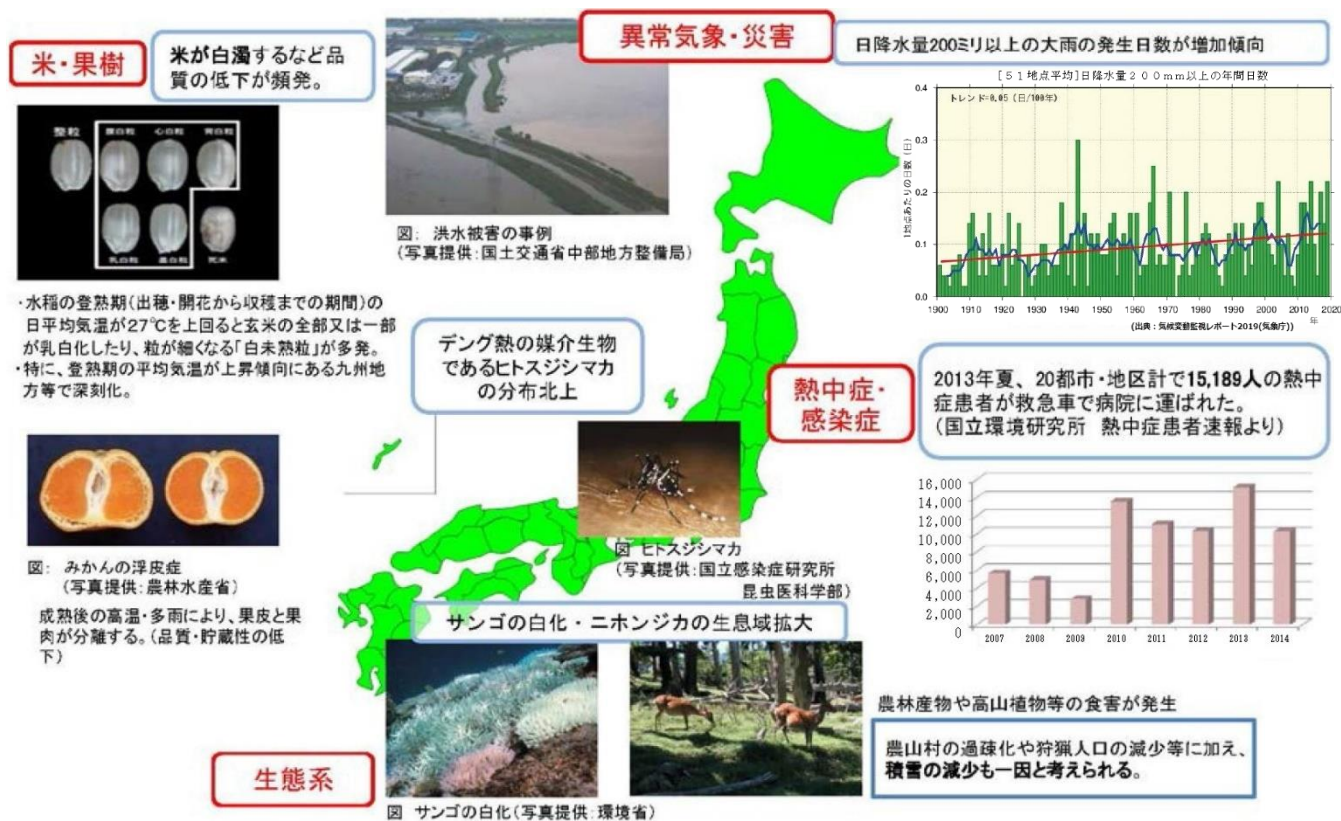 米・果樹
米が白濁するなど品
質の低下が頻発。
整粒
腹白粒
心白粒
背白粒
乳白粒
基白粒
死米
・水稲の登熟期(出穂・開花から収穫までの期間)の
日平均気温が27℃を上回ると玄米の全部又は一部
が乳白化したり、粒が細くなる「白未熟粒」が多発。
・特に、登熟期の平均気温が上昇傾向にある九州地
方等で深刻化。
図: みかんの浮皮症
(写真提供:農林水産省)
成熟後の高温・多雨により、果皮と果
肉が分離する。(品質・貯蔵性の低
下)
異常気象・災害
図: 洪水被害の事例
(写真提供:国土交通省中部地方整備局)
日降水量200ミリ以上の大雨の発生日数が増加傾向
[51地点平均]日降水量200mm以上の年間日数
トレンド=0.05 (日/100年)
1地点あたりの日数 (日)
0.4
0.3
0.2
0.1
0.0
1900 1910 1920 1930 1940 1950 1960 1970 1980 1990 2000 2010 2020
年
(出典:気候変動監視レポート2019(気象庁))
デング熱の媒介生物
であるヒトスジシマカ
の分布北上
熱中症・
感染症
図 ヒトスジシマカ
(写真提供:国立感染症研究所
昆虫医科学部)
2013年夏、20都市・地区計で15,189人の熱中
症患者が救急車で病院に運ばれた。
(国立環境研究所 熱中症患者速報より)
16,000
14,000
12,000
10,000
8,000
6,000
4,000
2,000
0
2007 2008 2009 2010 2011 2012 2013 2014
サンゴの白化・ニホンジカの生息域拡大
生態系
図 サンゴの白化(写真提供:環境省)
農林産物や高山植物等の食害が発生
農山村の過疎化や狩猟人口の減少等に加え、
積雪の減少も一因と考えられる。